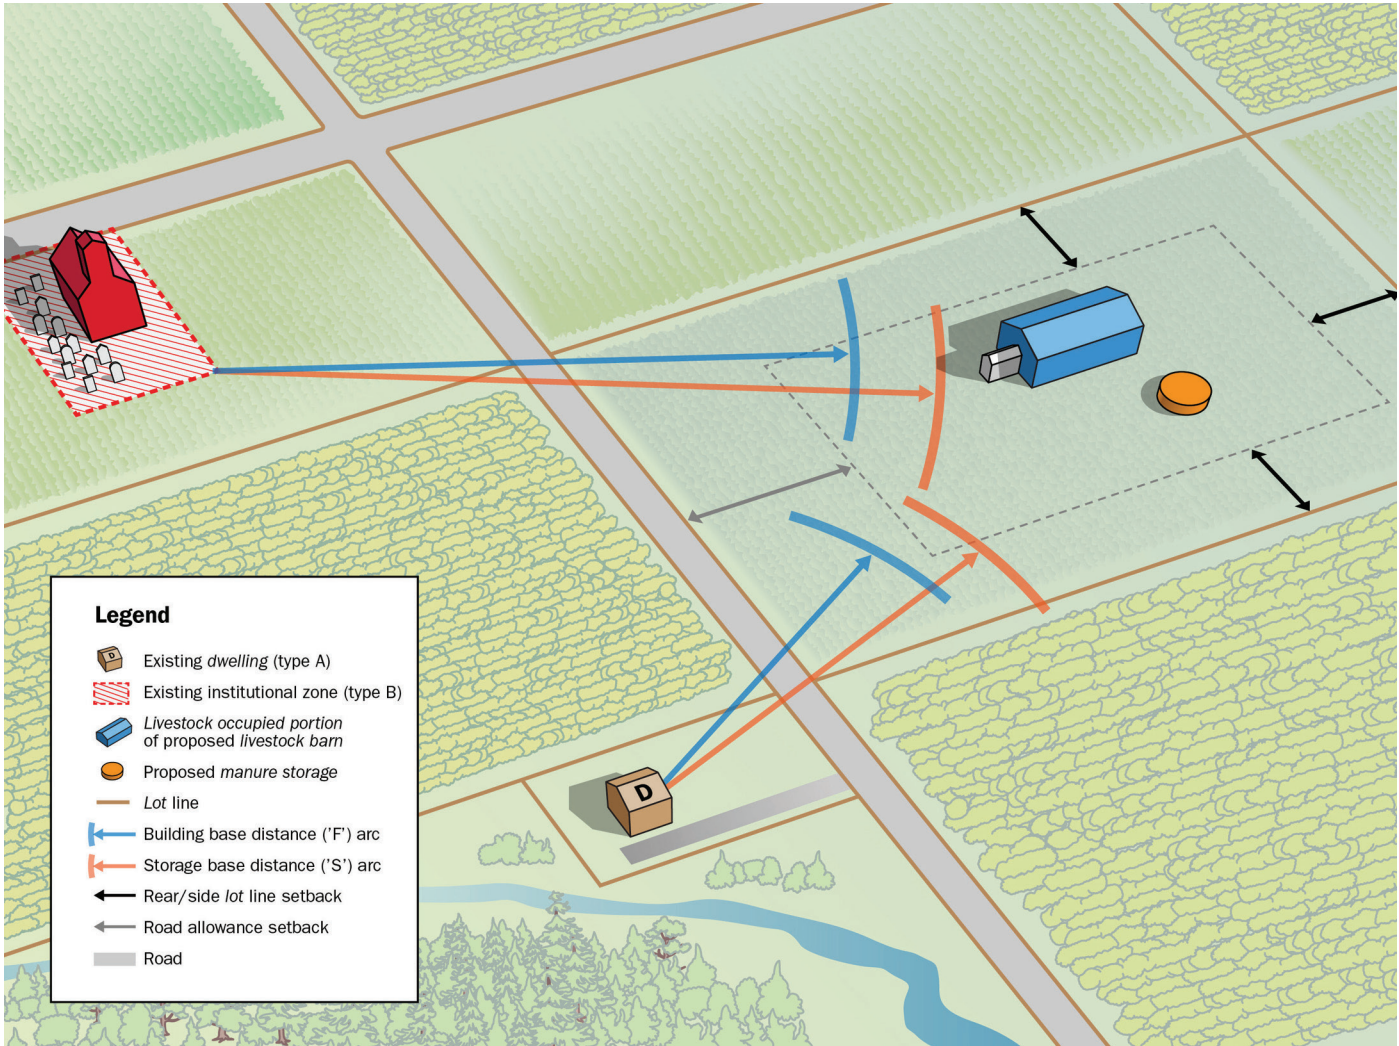 D
Legend
D
Existing dwelling (type A)
Existing institutional zone (type B)
Livestock occupied portion
of proposed livestock barn
Proposed manure storage
Lot line
Building base distance ('F') arc
Storage base distance ('S') arc
Rear/side lot line setback
Road allowance setback
Road